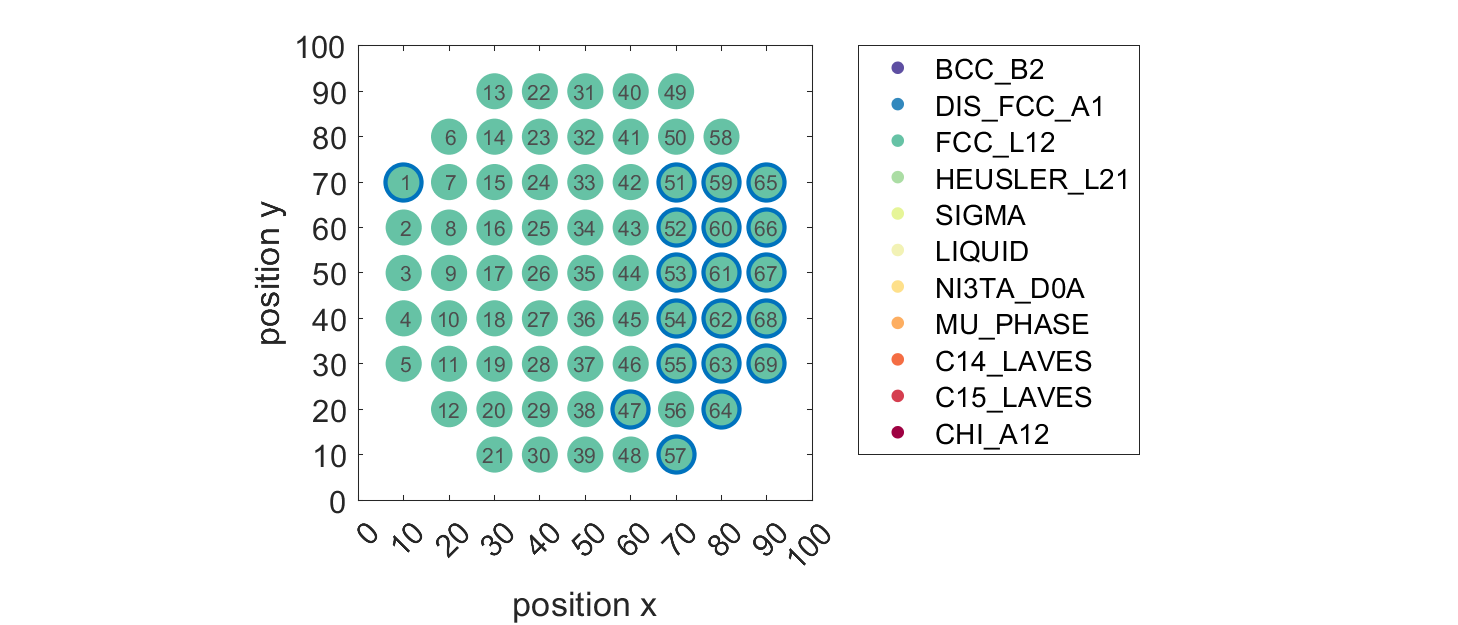 100
90
80
70
60
50
40
30
20
10
0
position y
13 22 31 40 49
6 14 23 32 41 50 58
1 7 15 24 33 42 51 59 65
2 8 16 25 34 43 52 60 66
3 9 17 26 35 44 53 61 67
4 10 18 27 36 45 54 62 68
5 11 19 28 37 46 55 63 69
12 20 29 38 47 56 64
21 30 39 48 57
0 10 20 30 40 50 60 70 80 90 100
position x
BCC_B2
DIS_FCC_A1
FCC_L12
HEUSLER_L21
SIGMA
LIQUID
NI3TA_D0A
MU_PHASE
C14_LAVES
C15_LAVES
CHI_A12